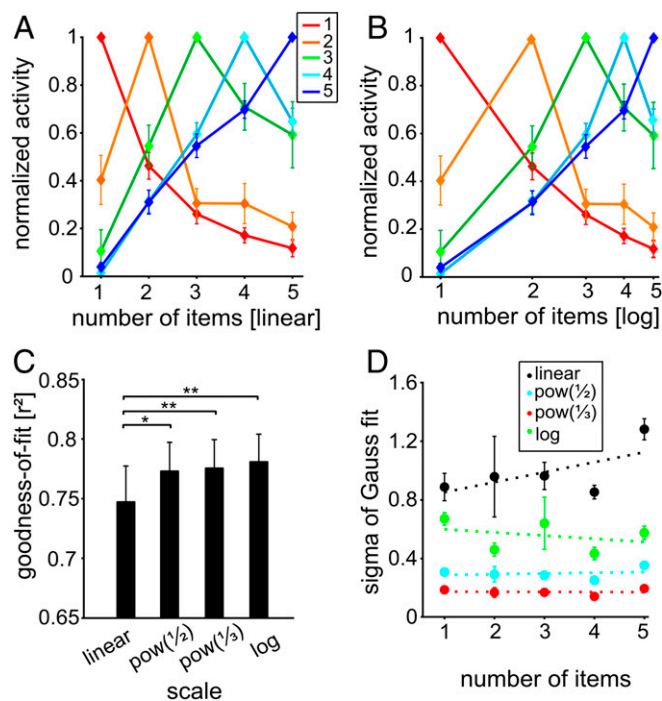 A
normalized activity
1
0.8
0.6
0.4
0.2
0
1 2 3 4 5
number of items [linear]
1
2
3
4
5
B
normalized activity
1
0.8
0.6
0.4
0.2
0
1 2 3 4 5
number of items [log]
C
goodness-of-fit [r²]
0.85
0.8
0.75
0.65
**
**
*
linear pow(½) pow(⅓) log
scale
D
linear
pow(½)
pow(⅓)
log
sigma of Gauss fit
1.6
1.2
0.8
0.4
0
1 2 3 4 5
number of items